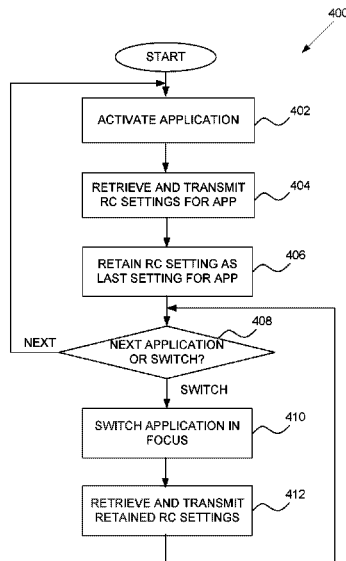 400
START
ACTIVATE APPLICATION
402
RETRIEVE AND TRANSMIT
RC SETTINGS FOR APP
404
RETAIN RC SETTING AS
LAST SETTING FOR APP
406
408
NEXT APPLICATION
OR SWITCH?
NEXT
SWITCH
SWITCH APPLICATION IN
FOCUS
410
RETRIEVE AND TRANSMIT
RETAINED RC SETTINGS
412